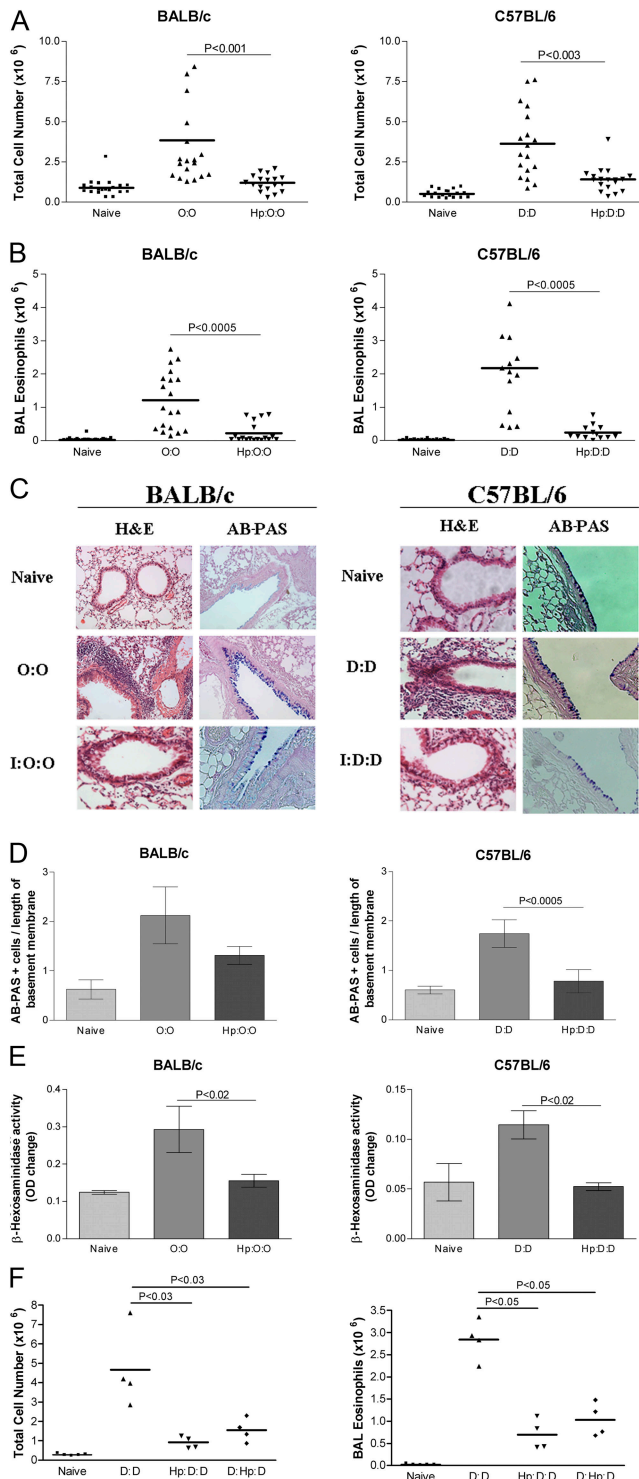 A
BALB/c
C57BL/6
Total Cell Number (x10 6)
10.0
7.5
5.0
2.5
0.0
P<0.001
Naive O:O Hp:O:O
Total Cell Number (x10 6)
10.0
7.5
5.0
2.5
0.0
P<0.003
Naive D:D Hp:D:D
B
BALB/c
C57BL/6
BAL Eosinophils (x10 6)
5
4
3
2
1
0
P<0.0005
Naive O:O Hp:O:O
BAL Eosinophils (x10 6)
5
4
3
2
1
0
P<0.0005
Naive D:D Hp:D:D
C
BALB/c
C57BL/6
H&E AB-PAS
H&E AB-PAS
Naive
O:O
I:O:O
Naive
D:D
I:D:D
D
BALB/c
C57BL/6
AB-PAS + cells / length of
basement membrane
3
2
1
0
Naive O:O Hp:O:O
AB-PAS + cells / length of
basement membrane
3
2
1
0
P<0.0005
Naive D:D Hp:D:D
E
BALB/c
C57BL/6
β-Hexosaminidase activity
(OD change)
0.4
0.3
0.2
0.1
0.0
P<0.02
Naive O:O Hp:O:O
β-Hexosaminidase activity
(OD change)
0.15
0.10
0.05
0.00
P<0.02
Naive D:D Hp:D:D
F
Total Cell Number (x10 6)
8
7
6
5
4
3
2
1
0
P<0.03
P<0.03
Naive D:D Hp:D:D D:Hp:D
BAL Eosinophils (x10 6)
3.5
3.0
2.5
2.0
1.5
1.0
0.5
0.0
P<0.05
P<0.05
Naive D:D Hp:D:D D:Hp:D